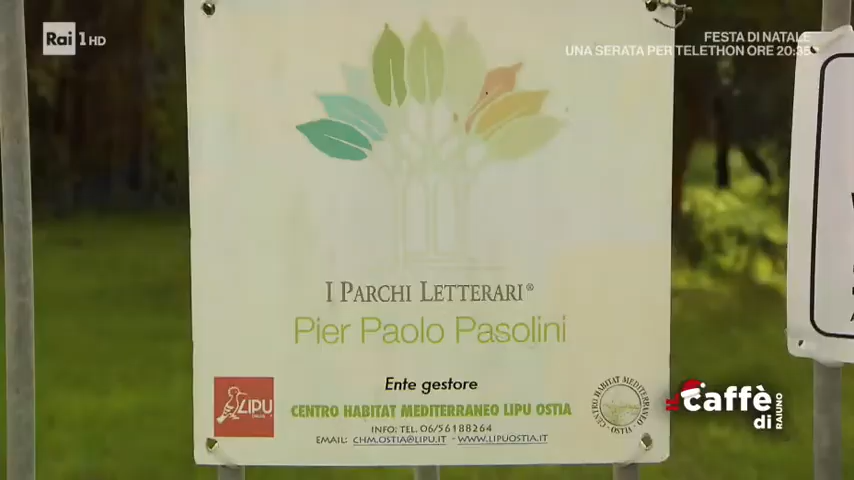 Rai 1 HD
FESTA DI NATALE
UNA SERATA PER TELETHON ORE 20:35
I PARCHI LETTERARI®
Pier Paolo Pasolini
Ente gestore
CENTRO HABITAT MEDITERRANEO LIPU OSTIA
INFO: TEL. 06/56188264
EMAIL: CHM.OSTIA@LIPU.IT - WWW.LIPUOSTIA.IT
LIPU
CENTRO HABITAT MEDITERRANEO
OSTIA
IL Caffè
di RAIUNO